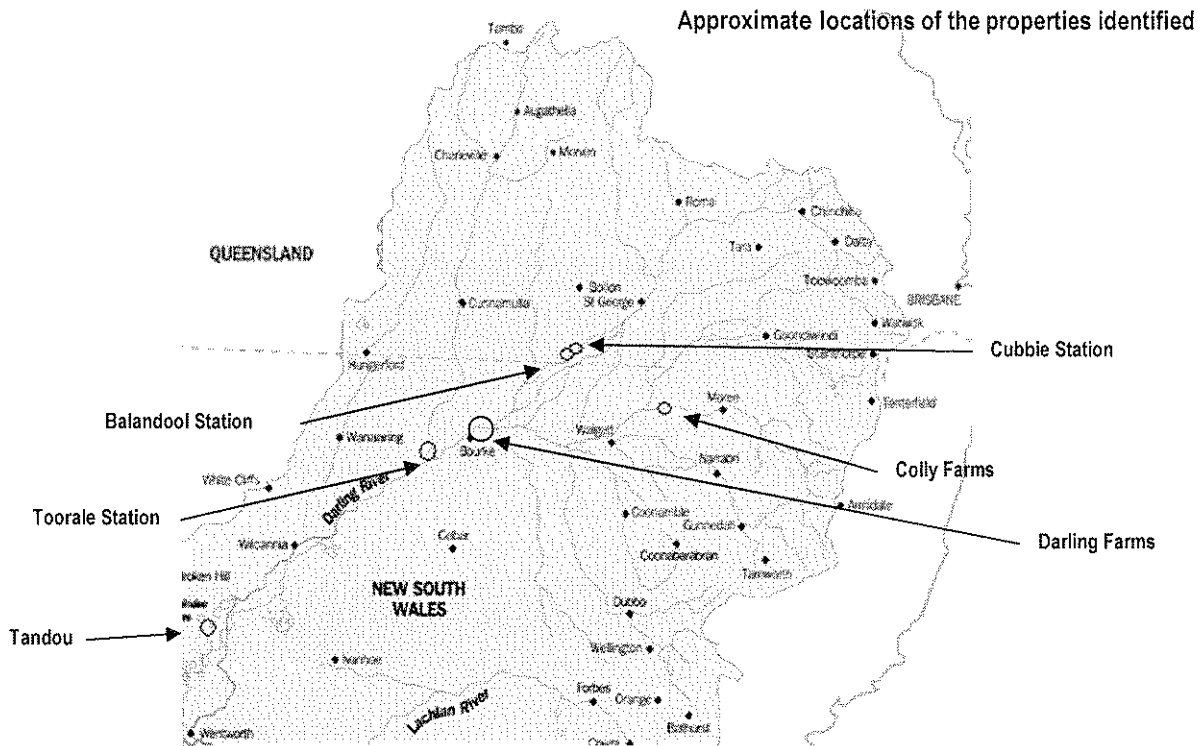 Approximate locations of the properties identified
Tambo
Augathella
Charleville
Morven
Roma
Chinchilla
QUEENSLAND
Tara
Dalby
Toowoomba
Bollon
BRISBANE
Cunnamulla
St George
Warwick
Goondiwindi
Stanthorpe
Cubbie Station
Hungerford
Moree
Tenterfield
Balandool Station
Wanaaring
Bourke
Walgett
Narrabri
Colly Farms
White Cliffs
Darling River
Toorale Station
Armidale
Coonamble
Gunnedah
Wilcannia
Cobar
Coonabarabran
Darling Farms
Tamworth
Broken Hill
NEW SOUTH
WALES
Dubbo
Tandou
Wellington
Ivanhoe
Forbes
Orange
Lachlan River
Bathurst
Wentworth
Cowra